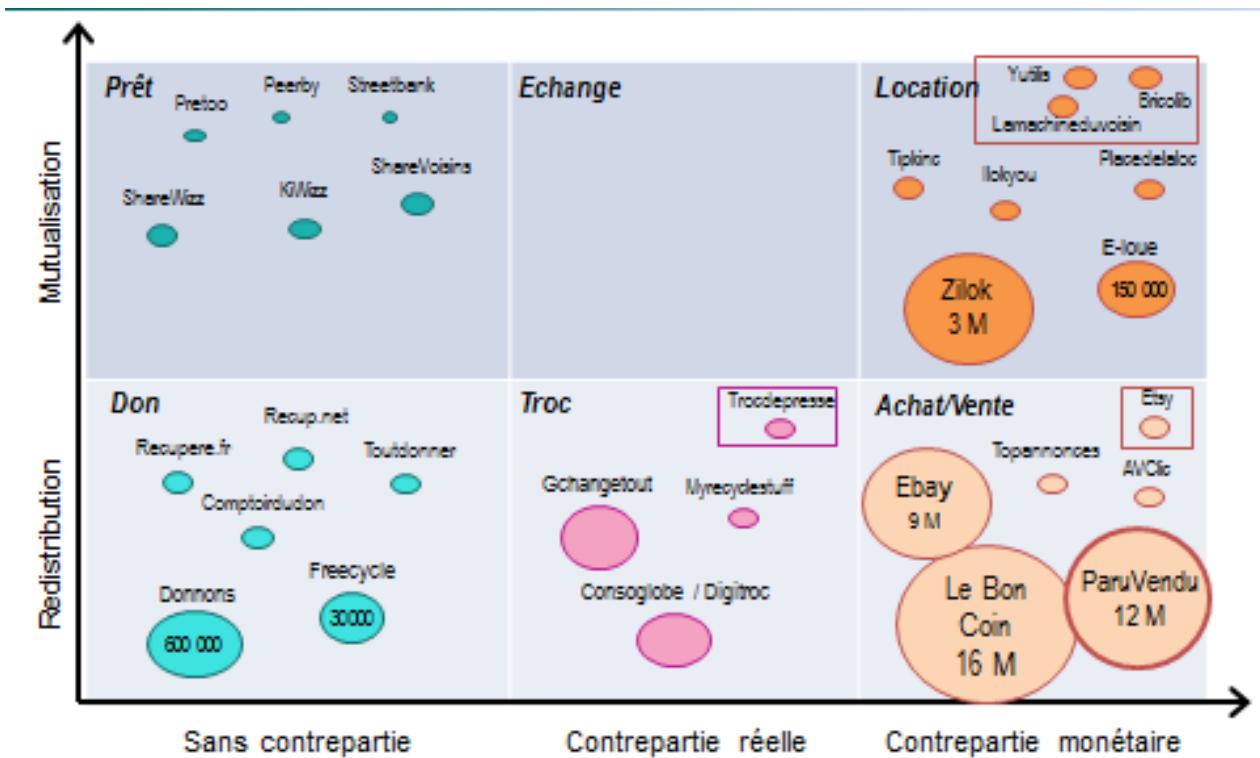 Mutualisation
Redistribution
Prêt
Pretoo
Peerby
Streetbank
ShareWizz
KiWizz
ShareVoisins
Echange
Location
Yutilis
Bricolib
Lamachineduvoisin
Tipkinc
Ilokyou
Placedelaloc
Zilok
3 M
E-loue
150 000
Don
Recup.net
Recupere.fr
Toutdonner
Comptoirdudon
Donnons
600 000
Freecycle
30000
Troc
Trocdepresse
Gchangetout
Myrecyclestuff
Consoglobe / Digitroc
Achat/Vente
Etsy
Topannonces
AVClic
Ebay
9 M
Le Bon
Coin
16 M
ParuVendu
12 M
Sans contrepartie
Contrepartie réelle
Contrepartie monétaire